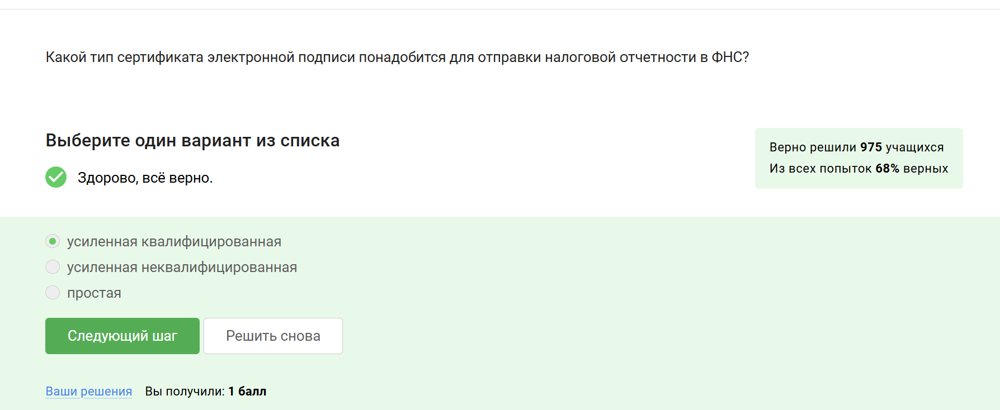 Какой тип сертификата электронной подписи понадобится для отправки налоговой отчетности в ФНС?
Выберите один вариант из списка
Здорово, всё верно.
Верно решили 975 учащихся
Из всех попыток 68% верных
усиленная квалифицированная
усиленная неквалифицированная
простая
Следующий шаг
Решить снова
Ваши решения Вы получили: 1 балл